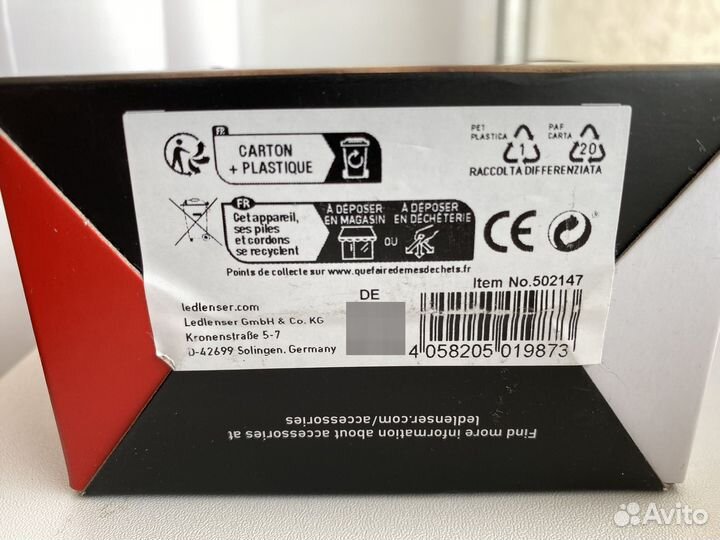 FR
CARTON
+ PLASTIQUE
PET
PLASTICA
1
PAP
CARTA
20
RACCOLTA DIFFERENZIATA
FR
Cet appareil,
ses piles
et cordons
se recyclent
À DÉPOSER
EN MAGASIN
OU
À DÉPOSER
EN DÉCHÈTERIE
CE
®
Points de collecte sur www.quefairedemesdechets.fr
ledlenser.com
Ledlenser GmbH & Co. KG
Kronenstraße 5-7
D-42699 Solingen, Germany
DE
Item No.502147
4 058205 019873
Find more information about accessories at
ledlenser.com/accessories
Avito